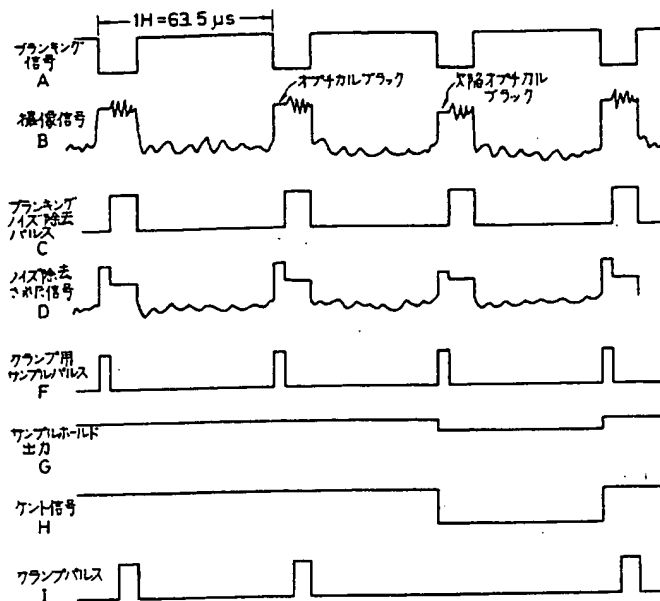 1H=63.5μs
ブランキング
信号
A
オプチカルブラック
欠陥オプチカル
ブラック
撮像信号
B
ブランキング
ノイズ除去
パルス
C
ノイズ除去
された信号
D
クランプ用
サンプルパルス
F
サンプルホールド
出力
G
ケント信号
H
クランプパルス
I